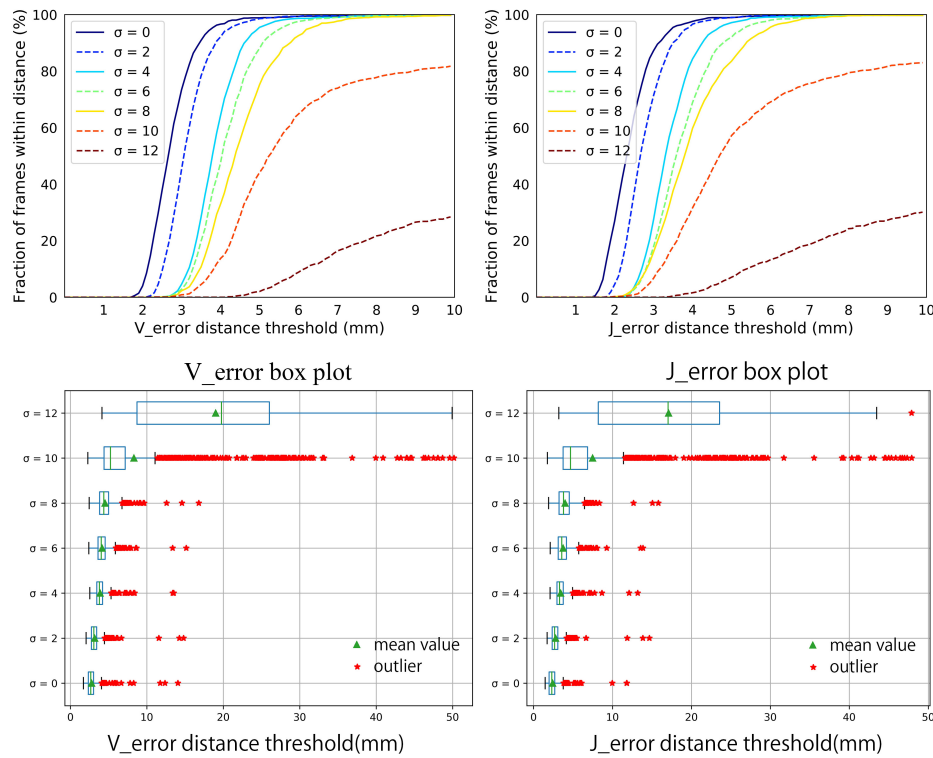 Fraction of frames within distance (%)
100
80
60
40
20
0
σ = 0
σ = 2
σ = 4
σ = 6
σ = 8
σ = 10
σ = 12
1 2 3 4 5 6 7 8 9 10
V_error distance threshold (mm)
Fraction of frames within distance (%)
100
80
60
40
20
0
σ = 0
σ = 2
σ = 4
σ = 6
σ = 8
σ = 10
σ = 12
1 2 3 4 5 6 7 8 9 10
J_error distance threshold (mm)
V_error box plot
σ = 12
σ = 10
σ = 8
σ = 6
σ = 4
σ = 2
σ = 0
mean value
outlier
0 10 20 30 40 50
V_error distance threshold(mm)
J_error box plot
σ = 12
σ = 10
σ = 8
σ = 6
σ = 4
σ = 2
σ = 0
mean value
outlier
0 10 20 30 40 50
J_error distance threshold(mm)